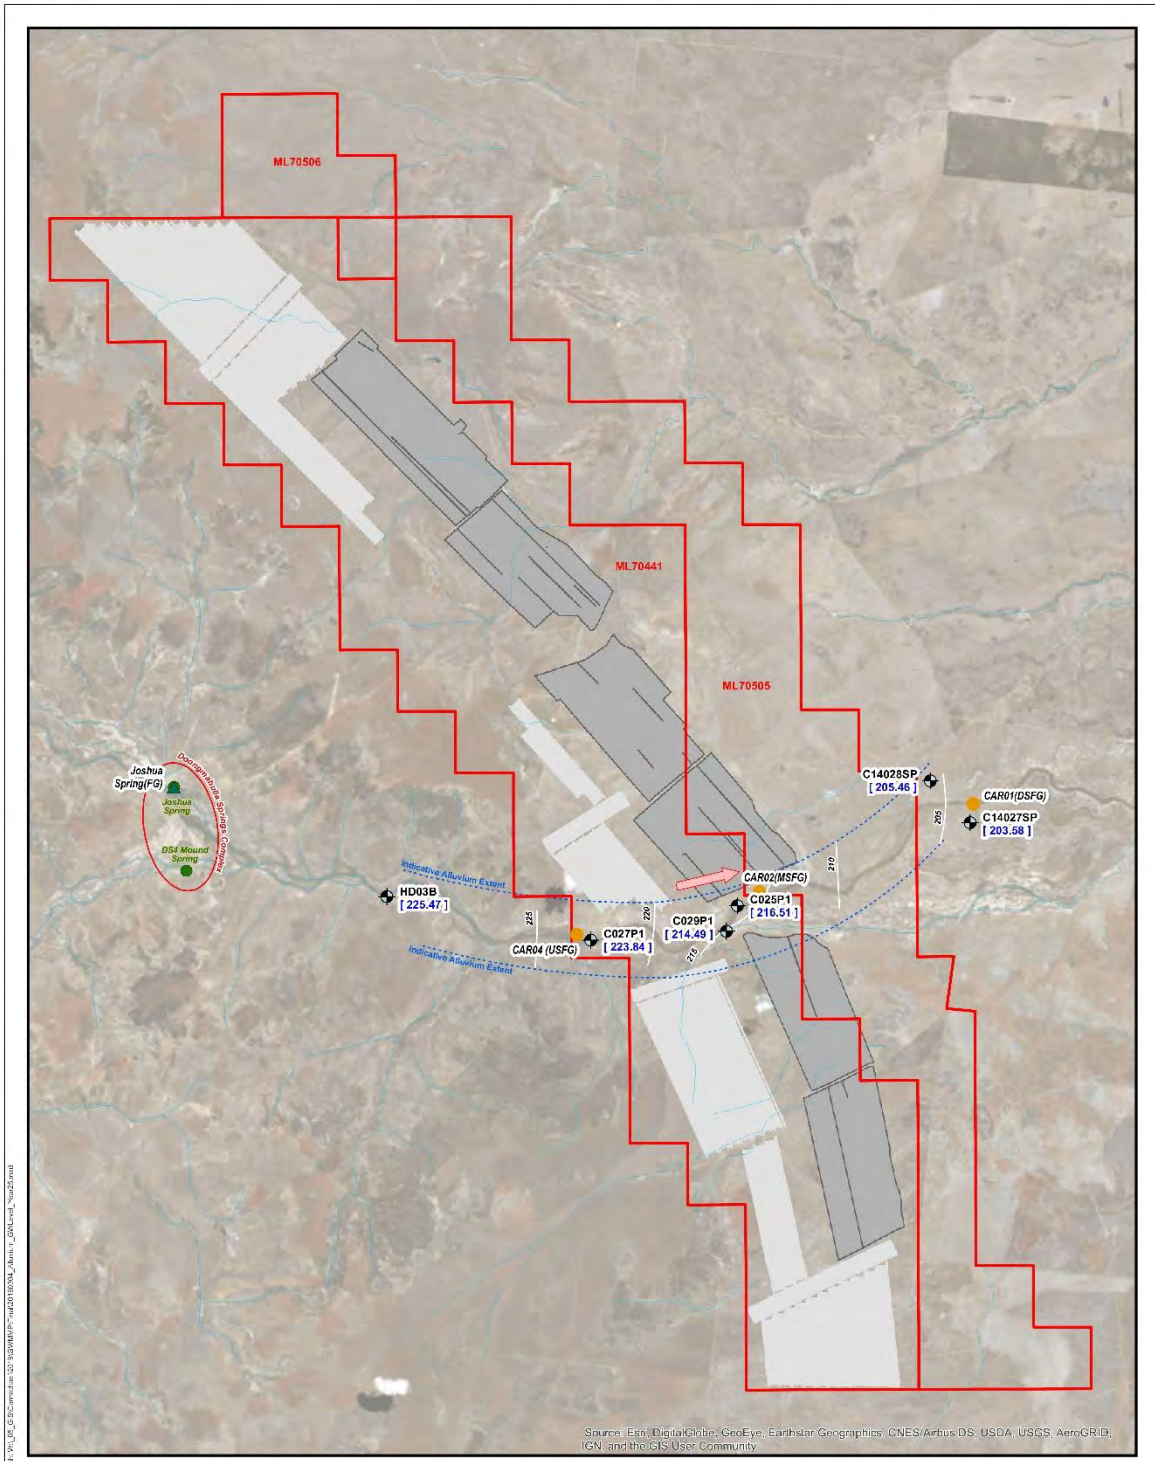 ML70506
ML70441
ML70505
Joshua
Spring(FG)
Doongmabulla Springs Complex
Joshua
Spring
DS4 Mound
Spring
C14028SP
[ 205.46 ]
CAR01(DSFG)
C14027SP
[ 203.58 ]
205
210
Indicative Alluvium Extent
CAR02(MSFG)
HD03B
[ 225.47 ]
C025P1
[ 216.51 ]
225
220
C029P1
[ 214.49 ]
C027P1
[ 223.84 ]
CAR04 (USFG)
215
Indicative Alluvium Extent
Source: Esri, DigitalGlobe, GeoEye, Earthstar Geographics, CNES/Airbus DS, USDA, USGS, AeroGRID,
IGN, and the GIS User Community